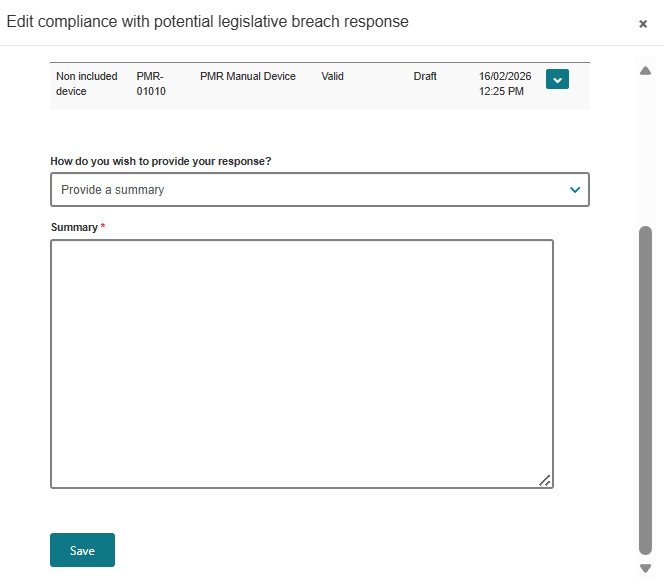 Edit compliance with potential legislative breach response
×
Non included device PMR-01010 PMR Manual Device Valid Draft 16/02/2026 12:25 PM
How do you wish to provide your response?
Provide a summary
Summary *
Save